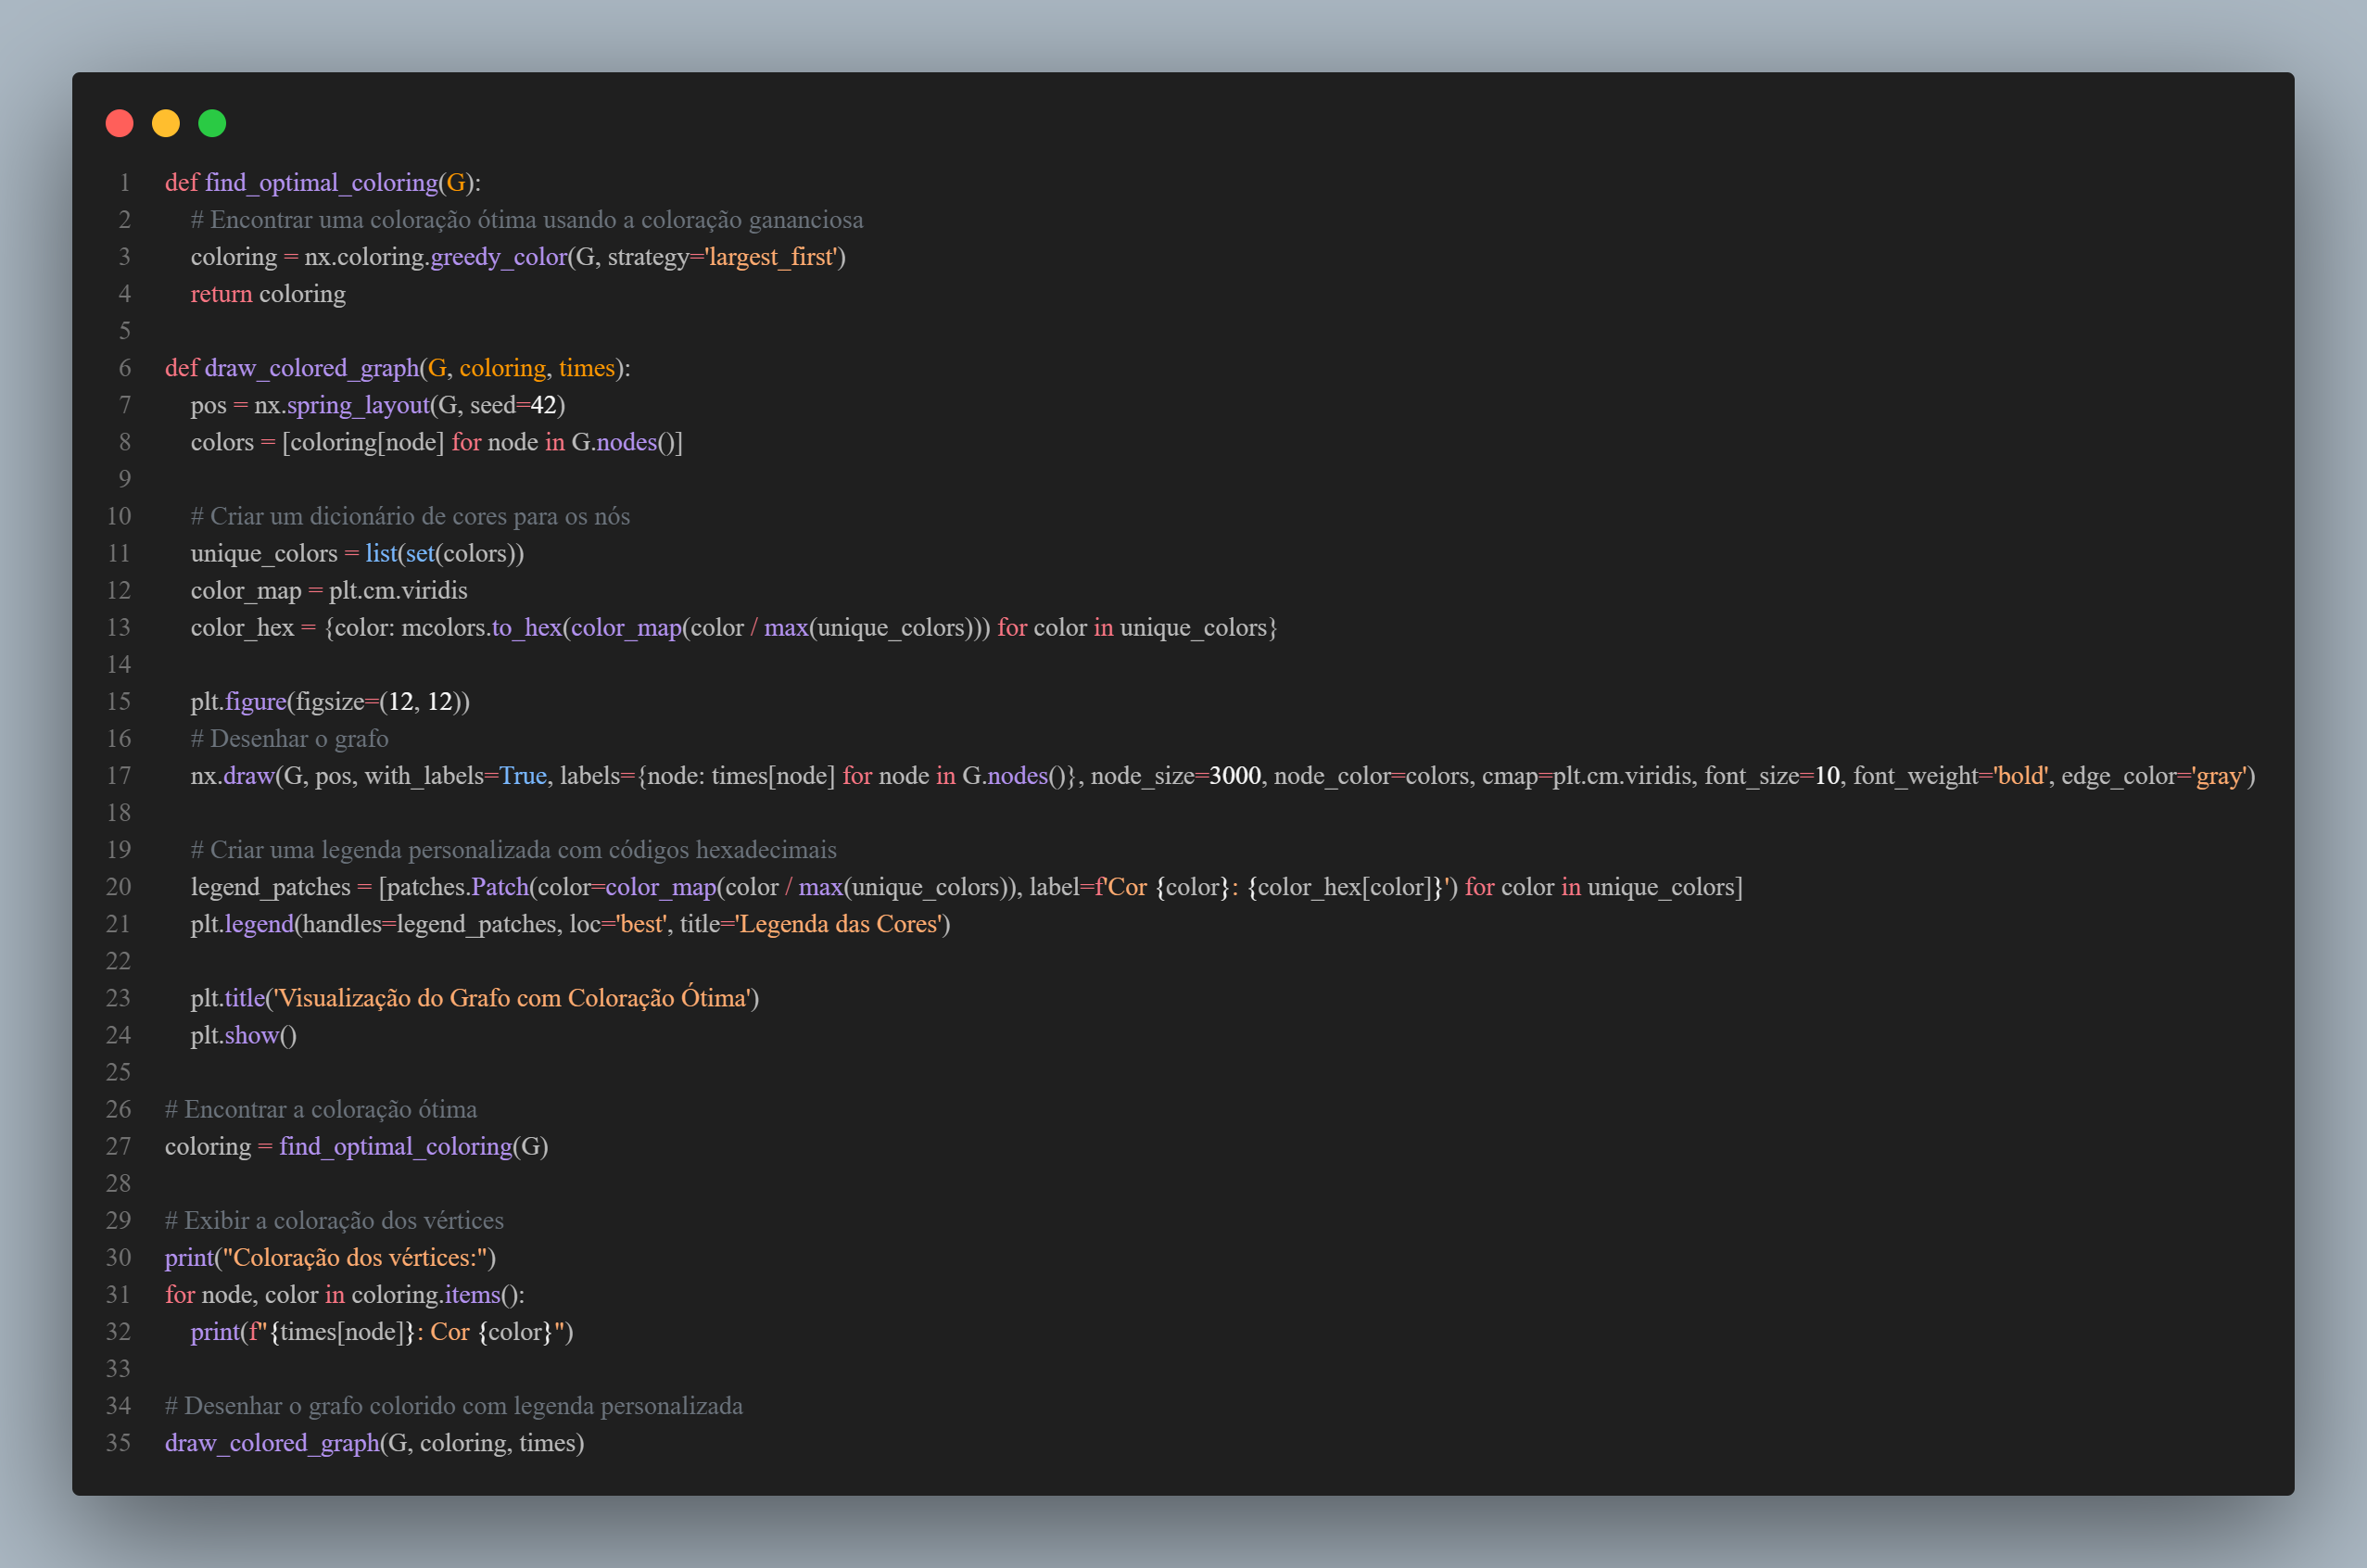 1 def find_optimal_coloring(G):
2 # Encontrar uma coloração ótima usando a coloração gananciosa
3 coloring = nx.coloring.greedy_color(G, strategy='largest_first')
4 return coloring
5
6 def draw_colored_graph(G, coloring, times):
7 pos = nx.spring_layout(G, seed=42)
8 colors = [coloring[node] for node in G.nodes()]
9
10 # Criar um dicionário de cores para os nós
11 unique_colors = list(set(colors))
12 color_map = plt.cm.viridis
13 color_hex = {color: mcolors.to_hex(color_map(color / max(unique_colors))) for color in unique_colors}
14
15 plt.figure(figsize=(12, 12))
16 # Desenhar o grafo
17 nx.draw(G, pos, with_labels=True, labels={node: times[node] for node in G.nodes()}, node_size=3000, node_color=colors, cmap=plt.cm.viridis, font_size=10, font_weight='bold', edge_color='gray')
18
19 # Criar uma legenda personalizada com códigos hexadecimais
20 legend_patches = [patches.Patch(color=color_map(color / max(unique_colors)), label=f'Cor {color}: {color_hex[color]}') for color in unique_colors]
21 plt.legend(handles=legend_patches, loc='best', title='Legenda das Cores')
22
23 plt.title('Visualização do Grafo com Coloração Ótima')
24 plt.show()
25
26 # Encontrar a coloração ótima
27 coloring = find_optimal_coloring(G)
28
29 # Exibir a coloração dos vértices
30 print("Coloração dos vértices:")
31 for node, color in coloring.items():
32 print(f"{times[node]}: Cor {color}")
33
34 # Desenhar o grafo colorido com legenda personalizada
35 draw_colored_graph(G, coloring, times)